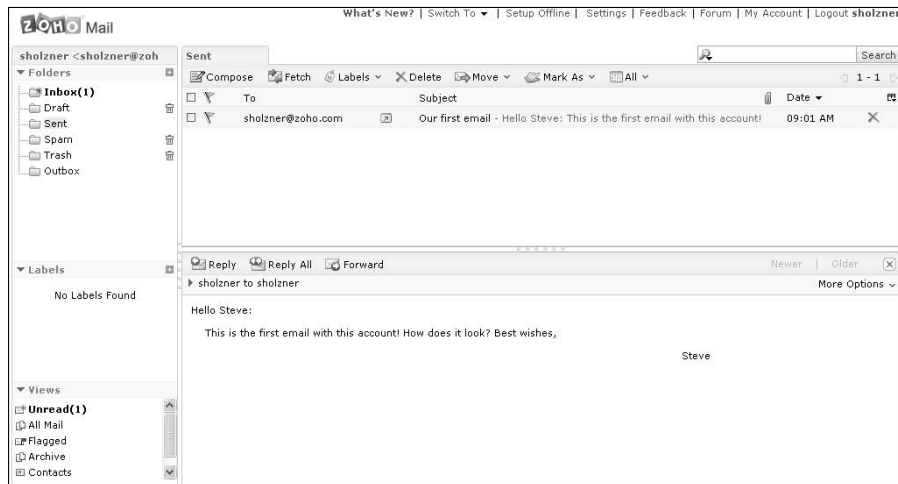 What's New? | Switch To | Setup Offline | Settings | Feedback | Forum | My Account | Logout sholzner
ZOHO Mail
sholzner <sholzner@zoh
Sent
Search
Folders
Compose Fetch Labels Delete Move Mark As All 1 - 1
Inbox(1)
To Subject Date
Draft
sholzner@zoho.com Our first email - Hello Steve: This is the first email with this account! 09:01 AM
Sent
Spam
Trash
Outbox
Reply Reply All Forward Newer | Older
Labels
sholzner to sholzner More Options
No Labels Found
Hello Steve:
This is the first email with this account! How does it look? Best wishes,
Steve
Views
Unread(1)
All Mail
Flagged
Archive
Contacts